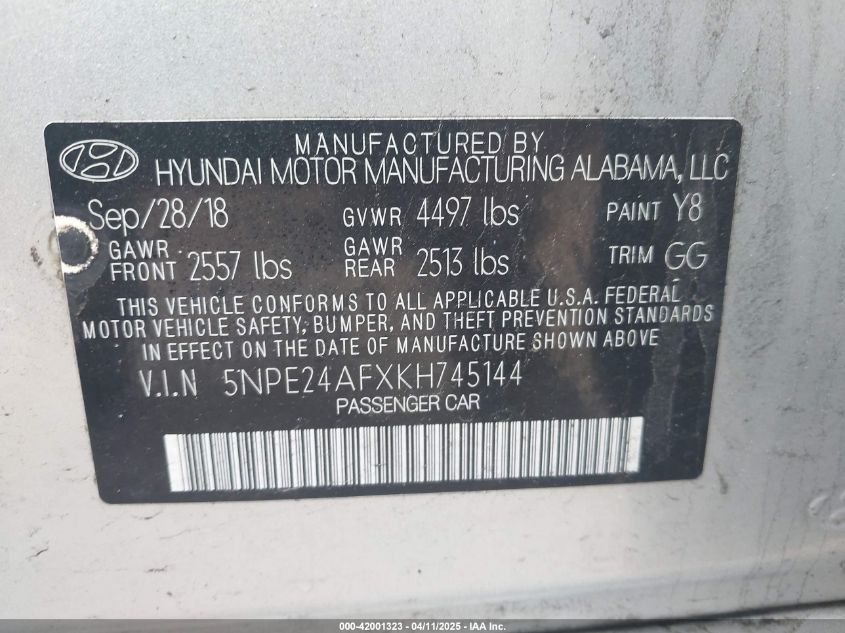 MANUFACTURED BY
HYUNDAI MOTOR MANUFACTURING ALABAMA, LLC
Sep/28/18 GVWR 4497 lbs PAINT Y8
GAWR FRONT 2557 lbs GAWR REAR 2513 lbs TRIM GG
THIS VEHICLE CONFORMS TO ALL APPLICABLE U.S.A. FEDERAL
MOTOR VEHICLE SAFETY, BUMPER, AND THEFT PREVENTION STANDARDS
IN EFFECT ON THE DATE OF MANUFACTURE SHOWN ABOVE
V.I.N 5NPE24AFXKH745144
PASSENGER CAR
000-42001323 - 04/11/2025 - IAA Inc.